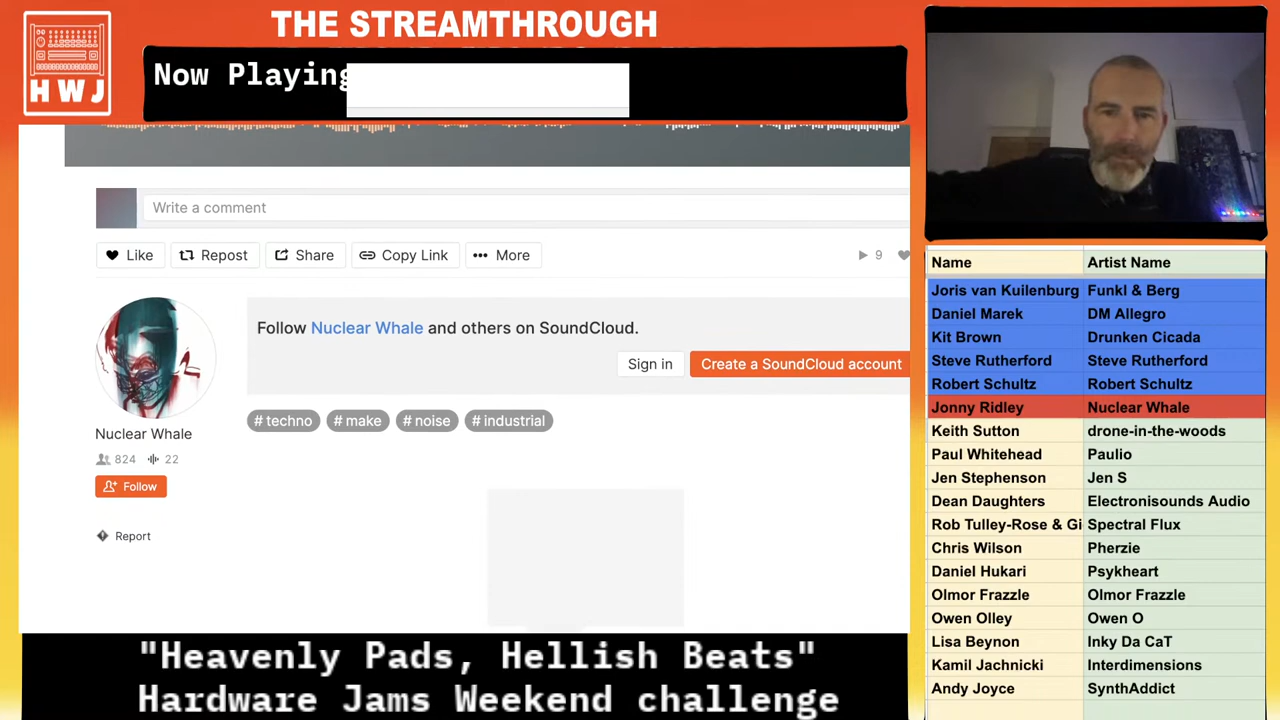 THE STREAMTHROUGH
HWJ
Now Playing
Write a comment
Like
Repost
Share
Copy Link
More
9
Follow Nuclear Whale and others on SoundCloud.
Sign in
Create a SoundCloud account
# techno
# make
# noise
# industrial
Nuclear Whale
824
22
Follow
Report
"Heavenly Pads, Hellish Beats"
Hardware Jams Weekend challenge
Name Artist Name
Joris van Kuilenburg Funkl & Berg
Daniel Marek DM Allegro
Kit Brown Drunken Cicada
Steve Rutherford Steve Rutherford
Robert Schultz Robert Schultz
Jonny Ridley Nuclear Whale
Keith Sutton drone-in-the-woods
Paul Whitehead Paulio
Jen Stephenson Jen S
Dean Daughters Electronisounds Audio
Rob Tulley-Rose & Gi Spectral Flux
Chris Wilson Pherzie
Daniel Hukari Psykheart
Olmor Frazzle Olmor Frazzle
Owen Olley Owen O
Lisa Beynon Inky Da CaT
Kamil Jachnicki Interdimensions
Andy Joyce SynthAddict